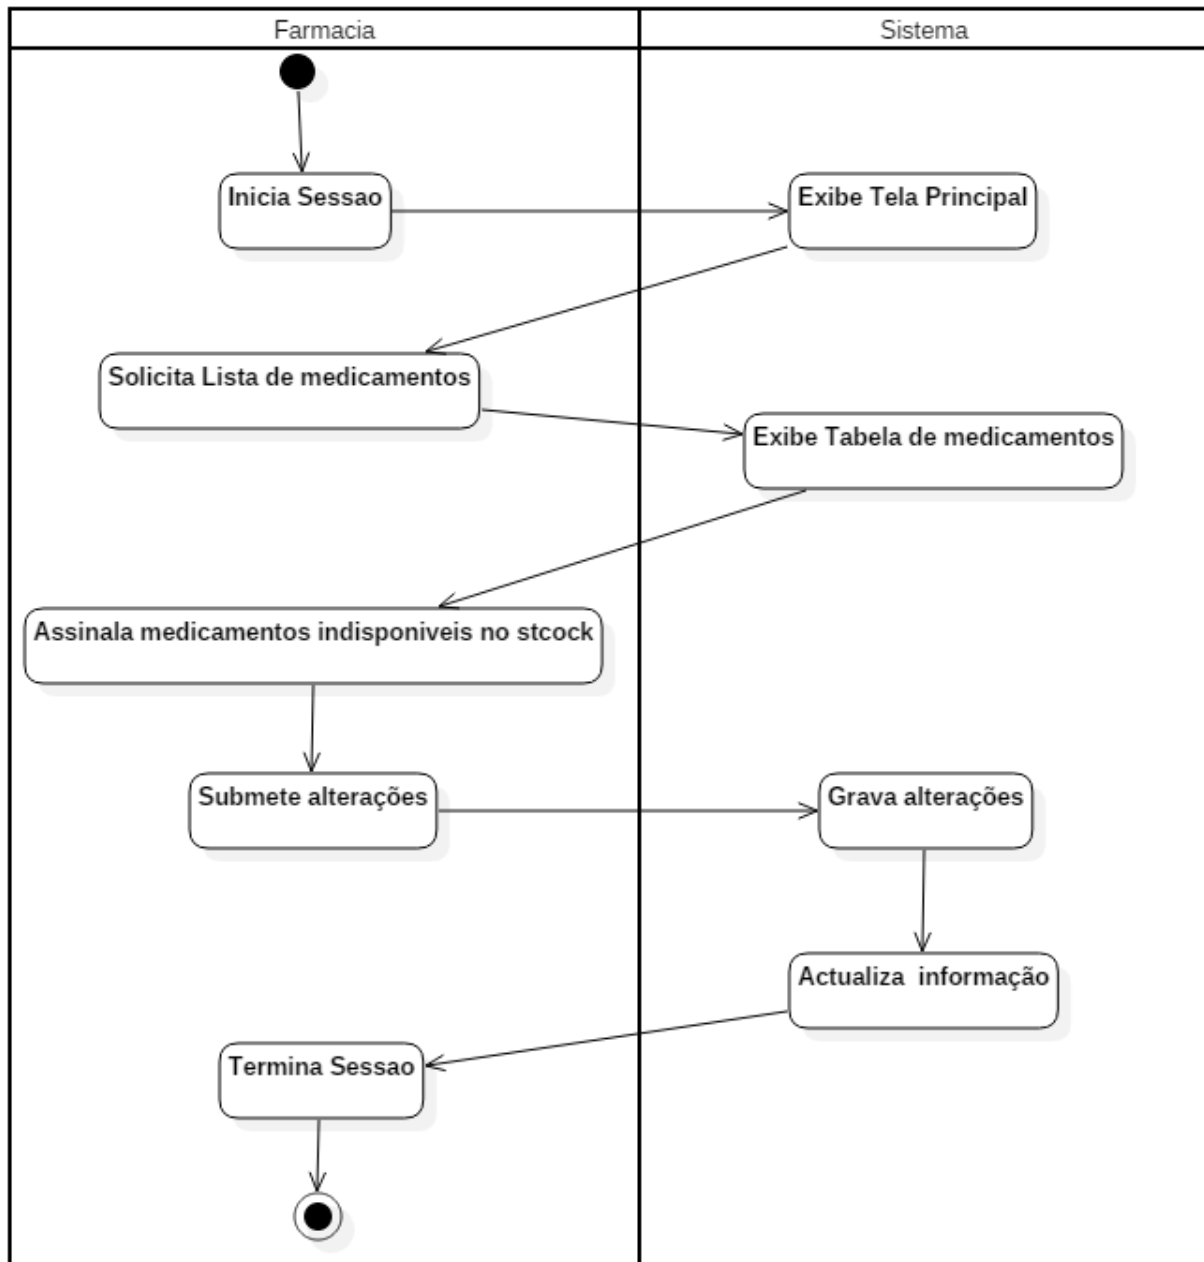 Farmacia
Sistema
Inicia Sessao
Exibe Tela Principal
Solicita Lista de medicamentos
Exibe Tabela de medicamentos
Assinala medicamentos indisponiveis no stcock
Submete alterações
Grava alterações
Actualiza  informação
Termina Sessao